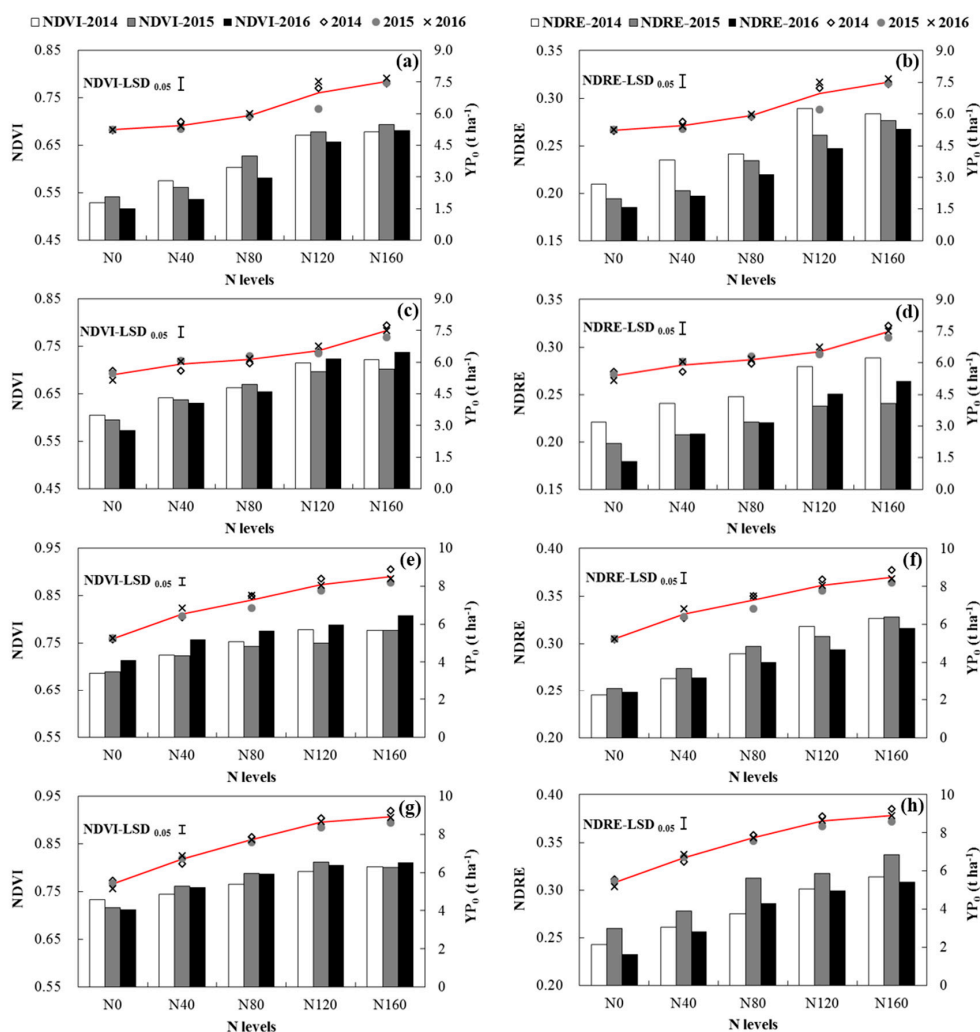 NDVI-2014 NDVI-2015 NDVI-2016 2014 2015 2016
NDRE-2014 NDRE-2015 NDRE-2016 2014 2015 2016
(a)
NDVI-LSD 0.05
NDVI
0.85
0.75
0.65
0.55
0.45
9.0
7.5
6.0
4.5
3.0
1.5
0.0
YP0 (t ha-1)
N0 N40 N80 N120 N160
N levels
(b)
NDRE-LSD 0.05
NDRE
0.35
0.30
0.25
0.20
0.15
9.0
7.5
6.0
4.5
3.0
1.5
0.0
YP0 (t ha-1)
N0 N40 N80 N120 N160
N levels
(c)
NDVI-LSD 0.05
NDVI
0.85
0.75
0.65
0.55
0.45
9.0
7.5
6.0
4.5
3.0
1.5
0.0
YP0 (t ha-1)
N0 N40 N80 N120 N160
N levels
(d)
NDRE-LSD 0.05
NDRE
0.35
0.30
0.25
0.20
0.15
9.0
7.5
6.0
4.5
3.0
1.5
0.0
YP0 (t ha-1)
N0 N40 N80 N120 N160
N levels
(e)
NDVI-LSD 0.05
NDVI
0.95
0.85
0.75
0.65
0.55
10
8
6
4
2
0
YP0 (t ha-1)
N0 N40 N80 N120 N160
N levels
(f)
NDRE-LSD 0.05
NDRE
0.40
0.35
0.30
0.25
0.20
10
8
6
4
2
0
YP0 (t ha-1)
N0 N40 N80 N120 N160
N levels
(g)
NDVI-LSD 0.05
NDVI
0.95
0.85
0.75
0.65
0.55
10
8
6
4
2
0
YP0 (t ha-1)
N0 N40 N80 N120 N160
N levels
(h)
NDRE-LSD 0.05
NDRE
0.40
0.35
0.30
0.25
0.20
10
8
6
4
2
0
YP0 (t ha-1)
N0 N40 N80 N120 N160
N levels